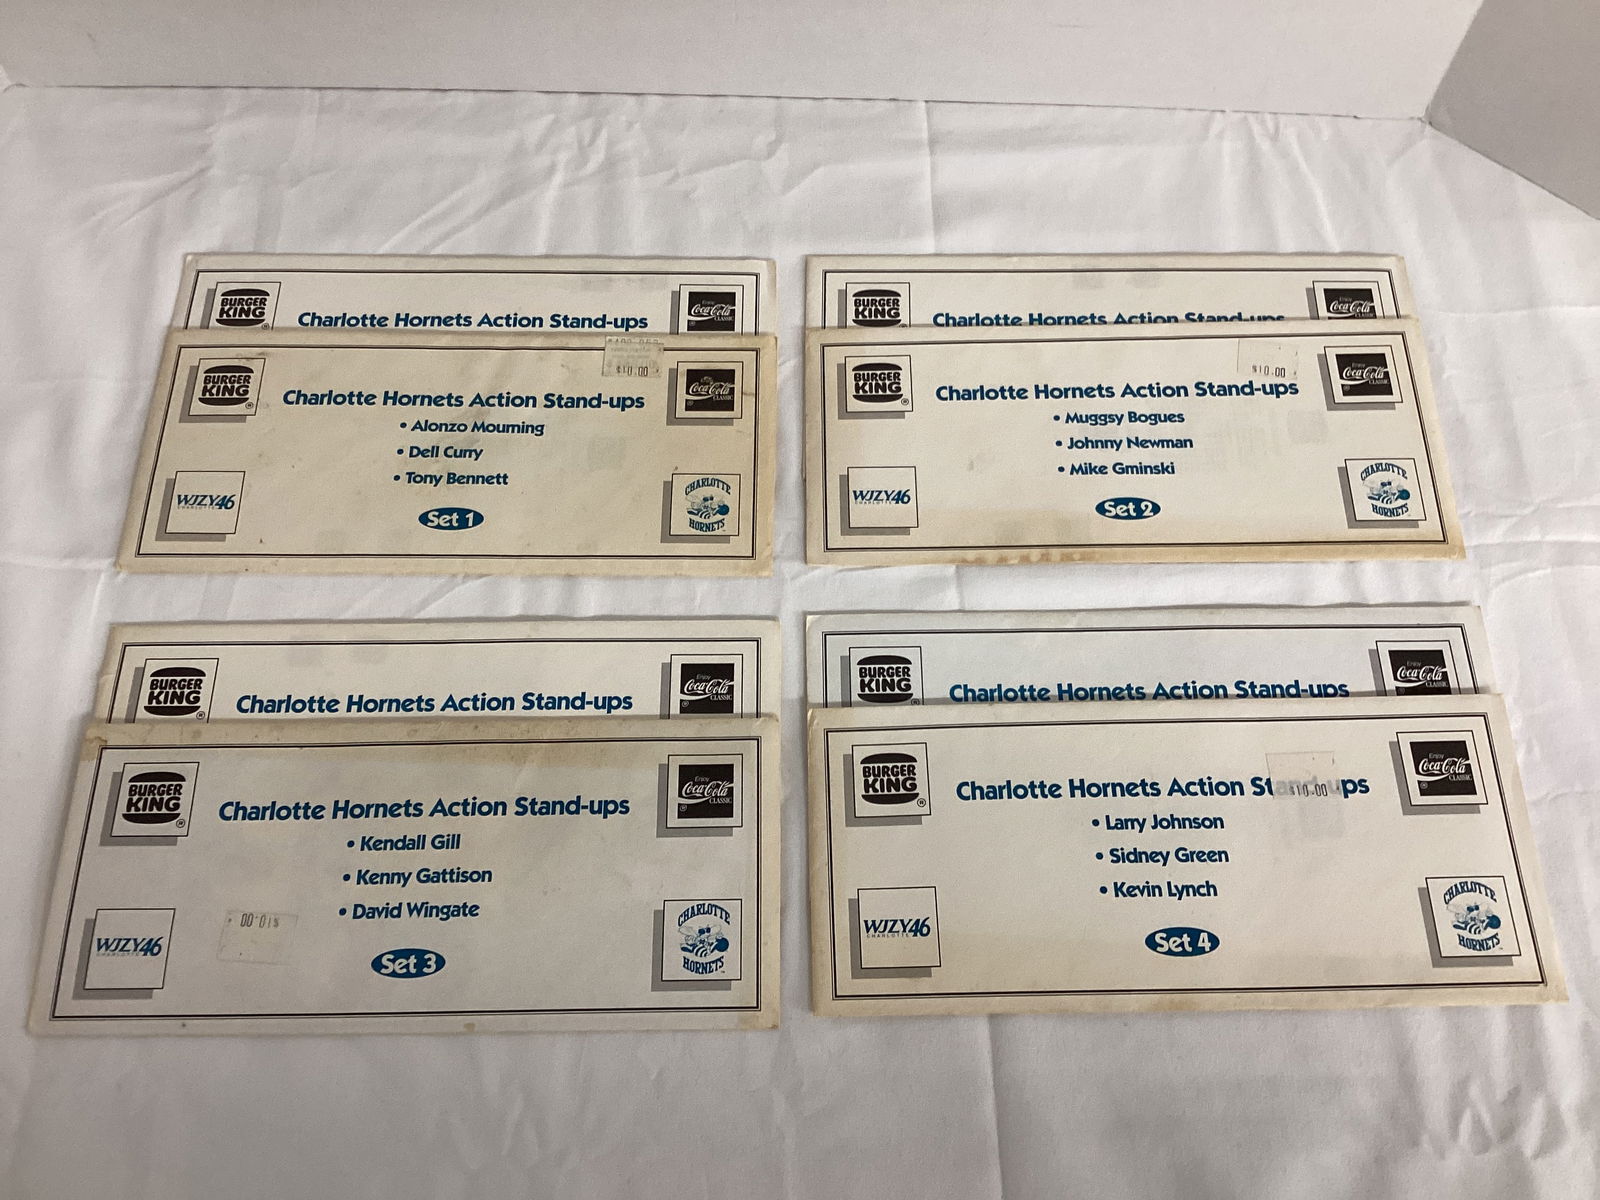 BURGER KING ®
Charlotte Hornets Action Stand-ups
Enjoy Coca-Cola CLASSIC ®
BURGER KING ®
Charlotte Hornets Action Stand-ups
$10.00
Coca-Cola CLASSIC ®
• Alonzo Mourning
• Dell Curry
• Tony Bennett
WJZY46
CHARLOTTE
Set 1
CHARLOTTE HORNETS
BURGER KING
Charlotte Hornets Action Stand-ups
Enjoy Coca-Cola CLASSIC
BURGER KING ®
Charlotte Hornets Action Stand-ups
$10.00
Enjoy Coca-Cola CLASSIC ®
• Muggsy Bogues
• Johnny Newman
• Mike Gminski
WJZY46
CHARLOTTE
Set 2
CHARLOTTE HORNETS
BURGER KING ®
Charlotte Hornets Action Stand-ups
Enjoy Coca-Cola CLASSIC ®
BURGER KING ®
Charlotte Hornets Action Stand-ups
Enjoy Coca-Cola CLASSIC ®
• Kendall Gill
• Kenny Gattison
• David Wingate
$10.00
WJZY46
CHARLOTTE
Set 3
CHARLOTTE HORNETS
BURGER KING
Charlotte Hornets Action Stand-ups
Enjoy Coca-Cola CLASSIC
BURGER KING ®
Charlotte Hornets Action Stand-ups
$10.00
Enjoy Coca-Cola CLASSIC ®
• Larry Johnson
• Sidney Green
• Kevin Lynch
WJZY46
CHARLOTTE
Set 4
CHARLOTTE HORNETS